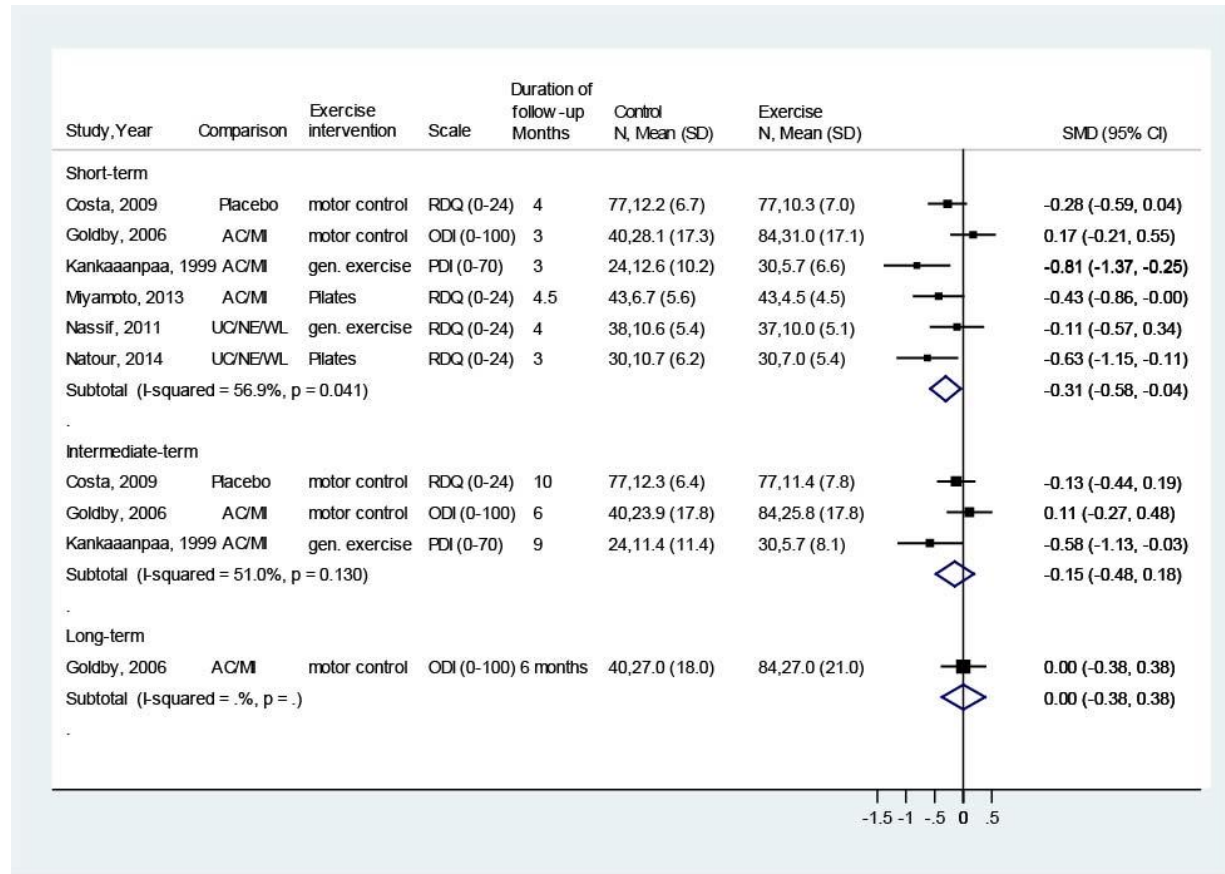 Study,Year Comparison Exercise intervention Scale Duration of follow-up Months Control N, Mean (SD) Exercise N, Mean (SD) SMD (95% CI)
Short-term
Costa, 2009 Placebo motor control RDQ (0-24) 4 77,12.2 (6.7) 77,10.3 (7.0) -0.28 (-0.59, 0.04)
Goldby, 2006 AC/MI motor control ODI (0-100) 3 40,28.1 (17.3) 84,31.0 (17.1) 0.17 (-0.21, 0.55)
Kankaaanpaa, 1999 AC/MI gen. exercise PDI (0-70) 3 24,12.6 (10.2) 30,5.7 (6.6) -0.81 (-1.37, -0.25)
Miyamoto, 2013 AC/MI Pilates RDQ (0-24) 4.5 43,6.7 (5.6) 43,4.5 (4.5) -0.43 (-0.86, -0.00)
Nassif, 2011 UC/NE/WL gen. exercise RDQ (0-24) 4 38,10.6 (5.4) 37,10.0 (5.1) -0.11 (-0.57, 0.34)
Natour, 2014 UC/NE/WL Pilates RDQ (0-24) 3 30,10.7 (6.2) 30,7.0 (5.4) -0.63 (-1.15, -0.11)
Subtotal (I-squared = 56.9%, p = 0.041) -0.31 (-0.58, -0.04)
.
Intermediate-term
Costa, 2009 Placebo motor control RDQ (0-24) 10 77,12.3 (6.4) 77,11.4 (7.8) -0.13 (-0.44, 0.19)
Goldby, 2006 AC/MI motor control ODI (0-100) 6 40,23.9 (17.8) 84,25.8 (17.8) 0.11 (-0.27, 0.48)
Kankaaanpaa, 1999 AC/MI gen. exercise PDI (0-70) 9 24,11.4 (11.4) 30,5.7 (8.1) -0.58 (-1.13, -0.03)
Subtotal (I-squared = 51.0%, p = 0.130) -0.15 (-0.48, 0.18)
.
Long-term
Goldby, 2006 AC/MI motor control ODI (0-100) 6 months 40,27.0 (18.0) 84,27.0 (21.0) 0.00 (-0.38, 0.38)
Subtotal (I-squared = .%, p = .) 0.00 (-0.38, 0.38)
.
-1.5 -1 -.5 0 .5